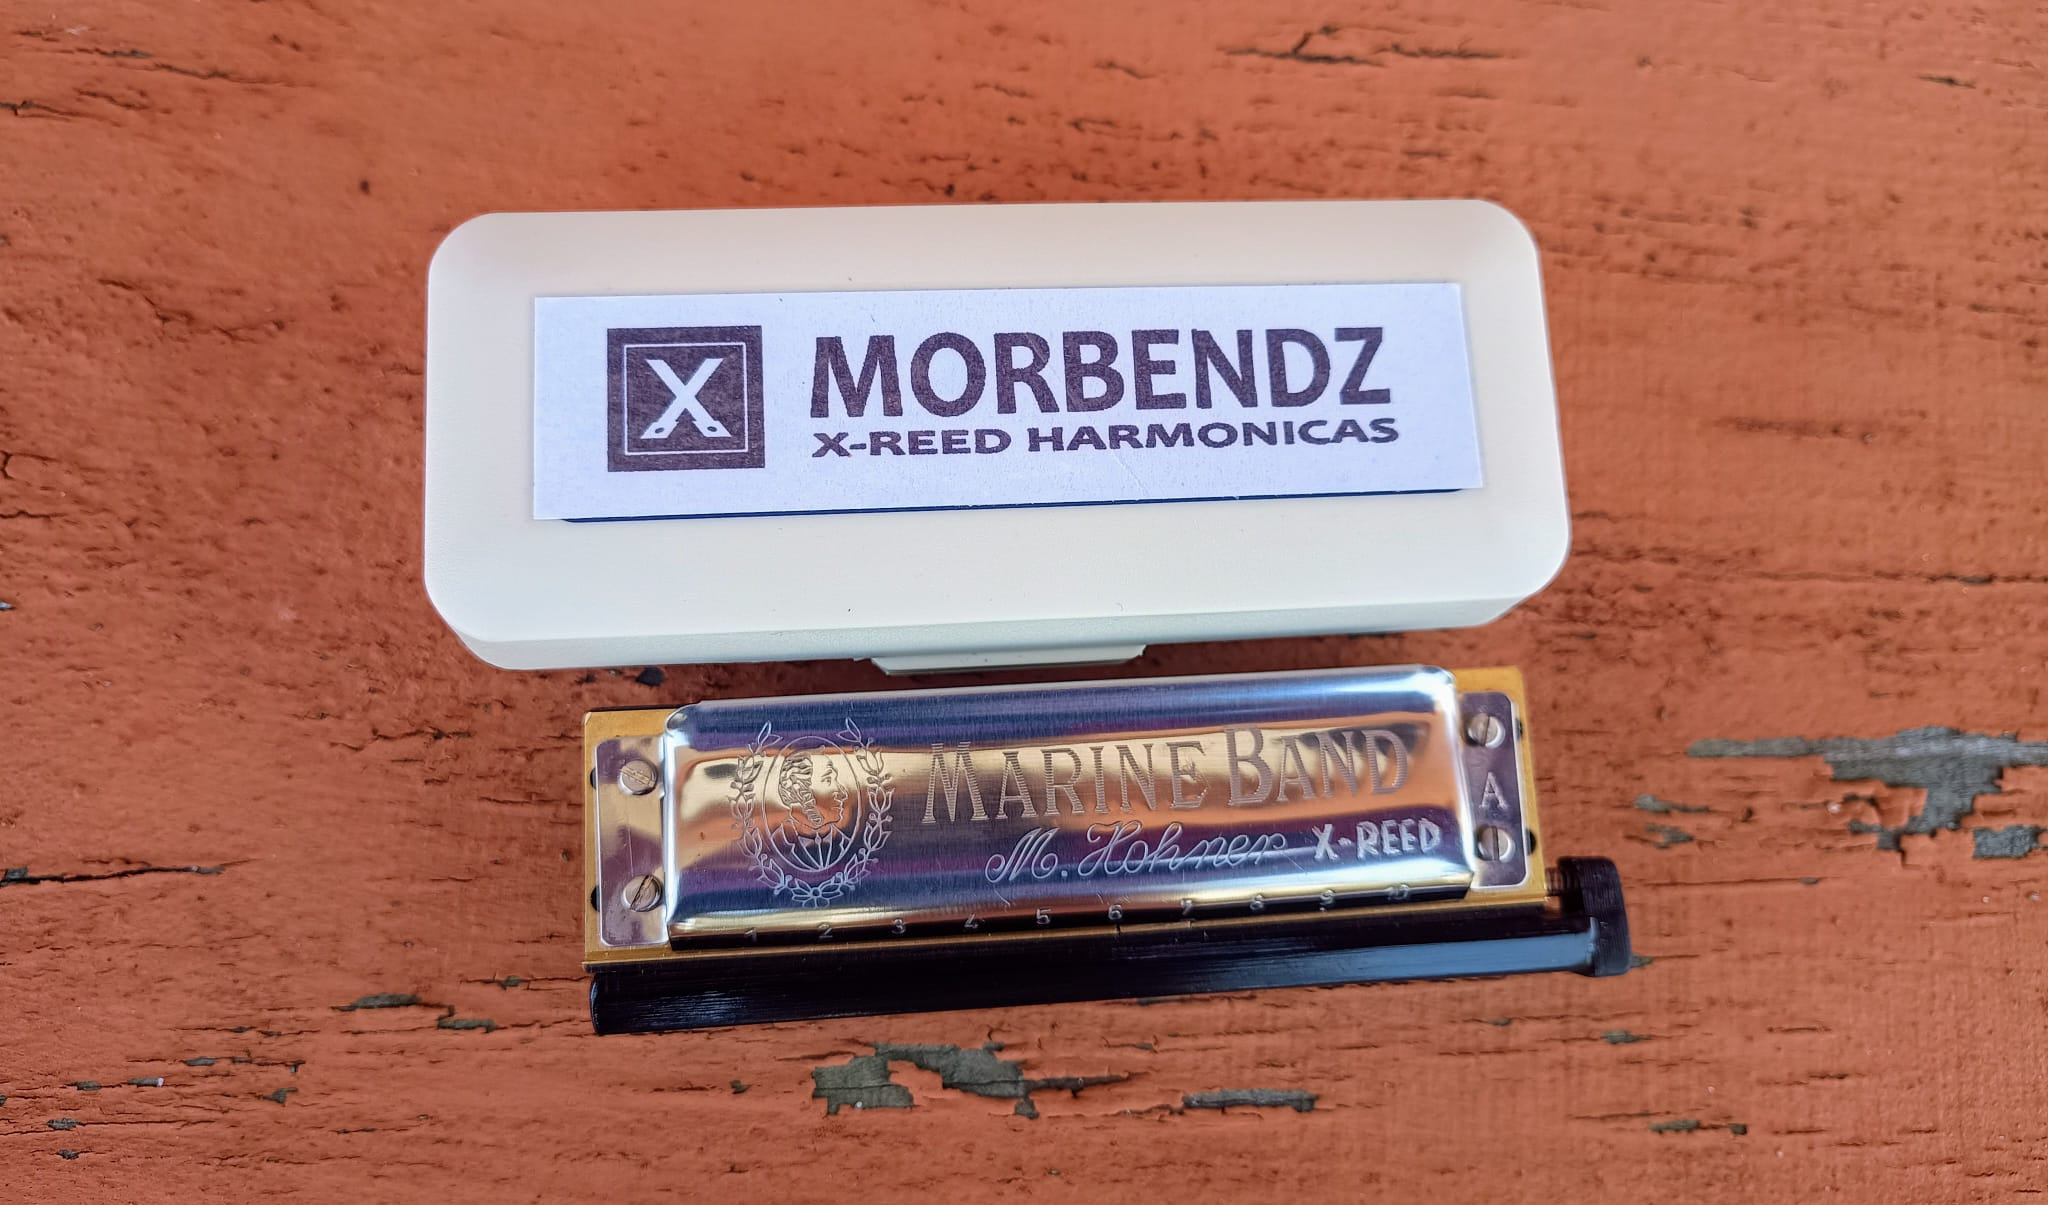 X MORBENDZ
X-REED HARMONICAS
MARINE BAND
M. Hohner X-REED
A
1 2 3 4 5 6 7 8 9 10